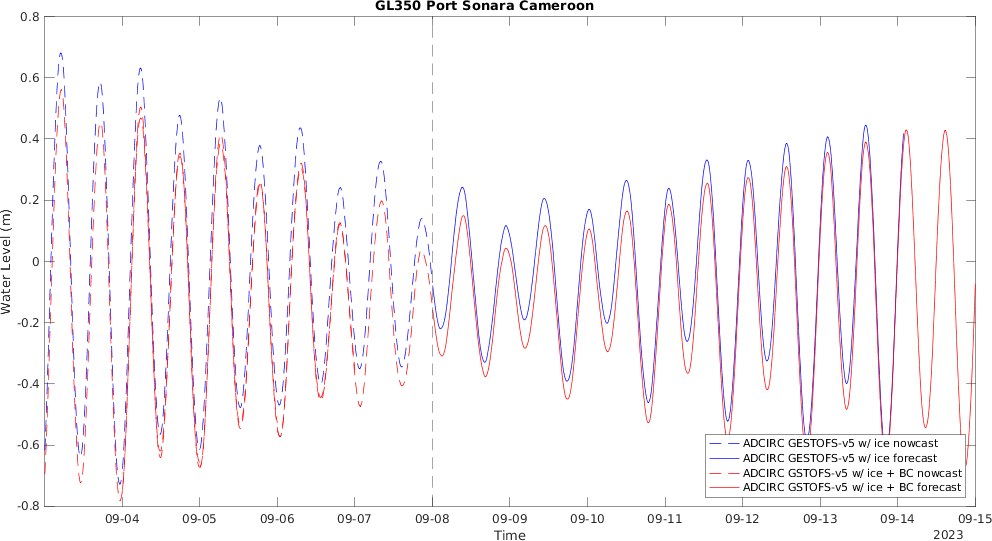 GL350 Port Sonara Cameroon
0.8
0.6
0.4
0.2
0
-0.2
-0.4
-0.6
-0.8
Water Level (m)
ADCIRC GESTOFS-v5 w/ ice nowcast
ADCIRC GESTOFS-v5 w/ ice forecast
ADCIRC GSTOFS-v5 w/ ice + BC nowcast
ADCIRC GSTOFS-v5 w/ ice + BC forecast
09-04 09-05 09-06 09-07 09-08 09-09 09-10 09-11 09-12 09-13 09-14 09-15
Time
2023